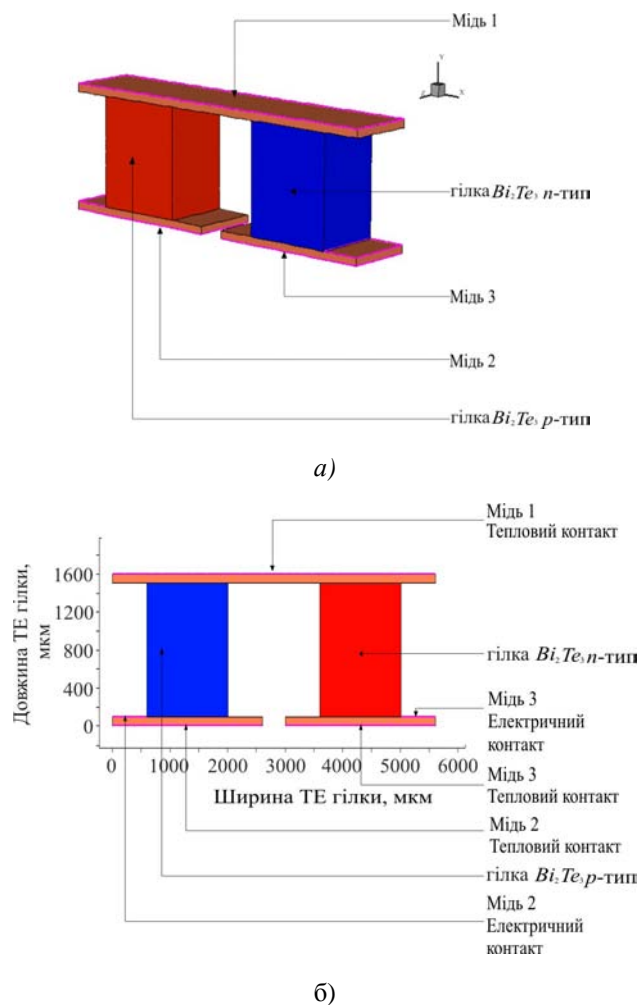 Мідь 1
Y
Z
X
гілка Bi₂Te₃ n-тип
Мідь 3
Мідь 2
гілка Bi₂Te₃ p-тип
а)
Мідь 1
Тепловий контакт
Довжина ТЕ гілки,
мкм
1600
1200
800
400
0
гілка Bi₂Te₃ n-тип
Мідь 3
Електричний
контакт
0 1000 2000 3000 4000 5000 6000
Ширина ТЕ гілки, мкм
Мідь 3
Тепловий контакт
Мідь 2
Тепловий контакт
гілка Bi₂Te₃ p-тип
Мідь 2
Електричний
контакт
б)